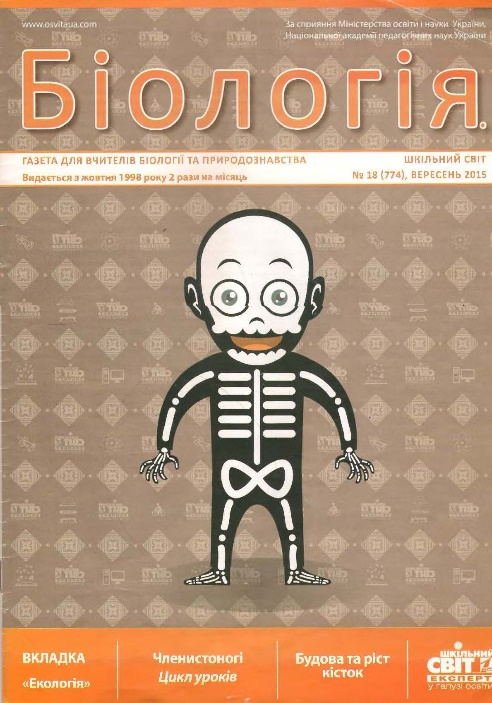 www.osvitaua.com
За сприяння Міністерства освіти і науки України,
Національної академії педагогічних наук України
Біологія
ГАЗЕТА ДЛЯ ВЧИТЕЛІВ БІОЛОГІЇ ТА ПРИРОДОЗНАВСТВА
ШКІЛЬНИЙ СВІТ
Видається з жовтня 1998 року 2 рази на місяць
№ 18 (774), ВЕРЕСЕНЬ 2015
ВКЛАДКА
«Екологія»
Членистоногі
Цикл уроків
Будова та ріст
кісток
ШКІЛЬНИЙ
СВІТ
ЕКСПЕРТ
у галузі освіти